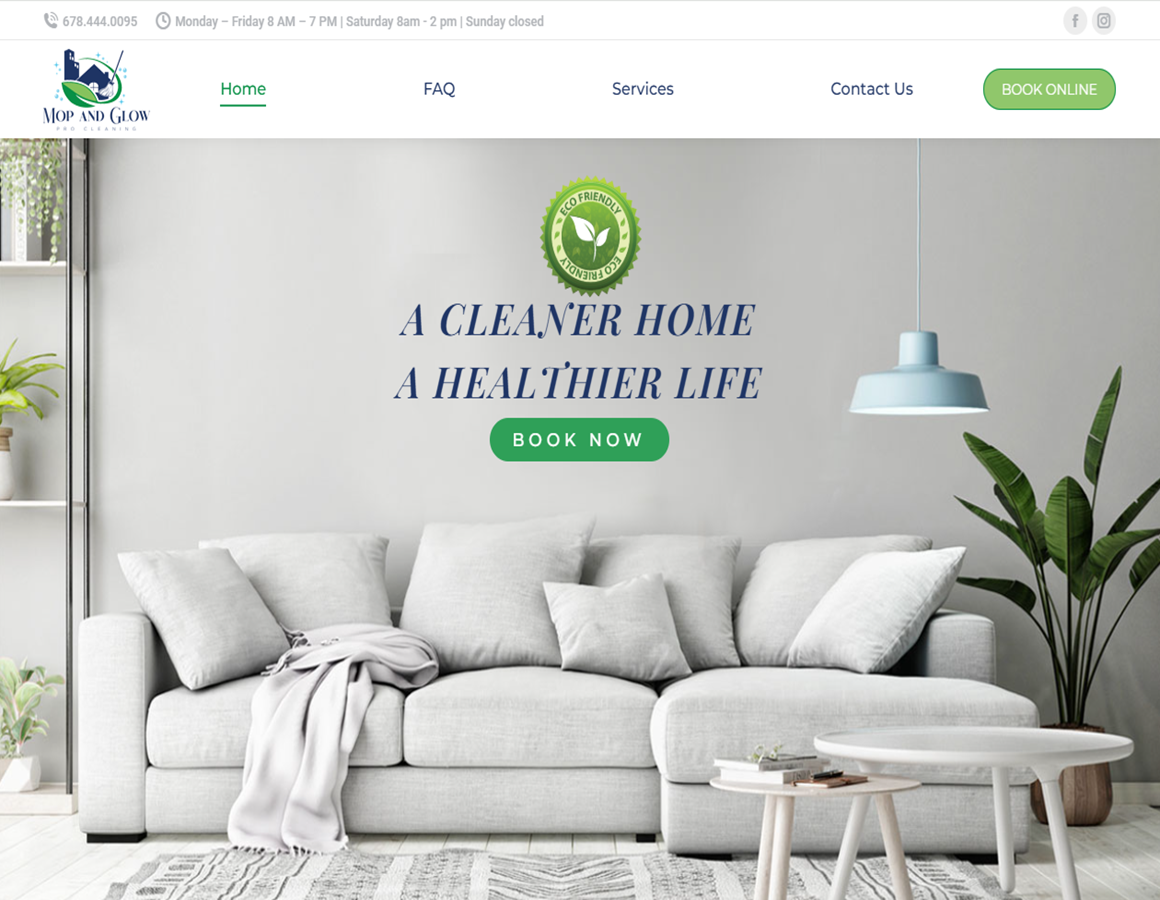 678.444.0095
Monday – Friday 8 AM – 7 PM | Saturday 8am - 2 pm | Sunday closed
MOP AND GLOW
PRO CLEANING
Home
FAQ
Services
Contact Us
BOOK ONLINE
ECO FRIENDLY
ECO FRIENDLY
A CLEANER HOME
A HEALTHIER LIFE
BOOK NOW